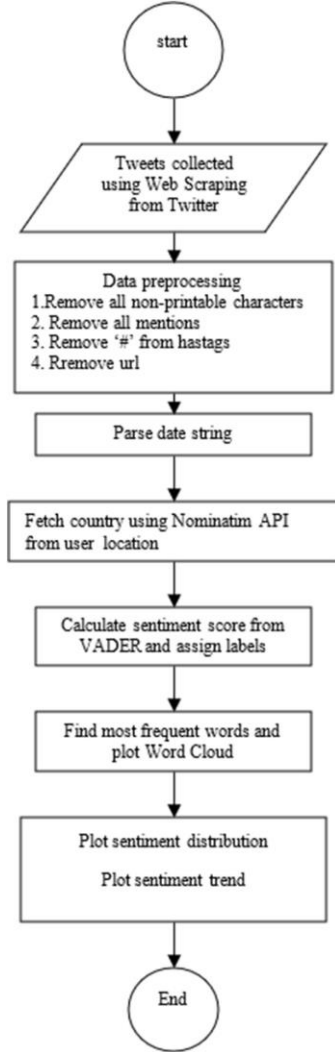 start
Tweets collected
using Web Scraping
from Twitter
Data preprocessing
1.Remove all non-printable characters
2. Remove all mentions
3. Remove ‘#’ from hastags
4. Rremove url
Parse date string
Fetch country using Nominatim API
from user location
Calculate sentiment score from
VADER and assign labels
Find most frequent words and
plot Word Cloud
Plot sentiment distribution
Plot sentiment trend
End